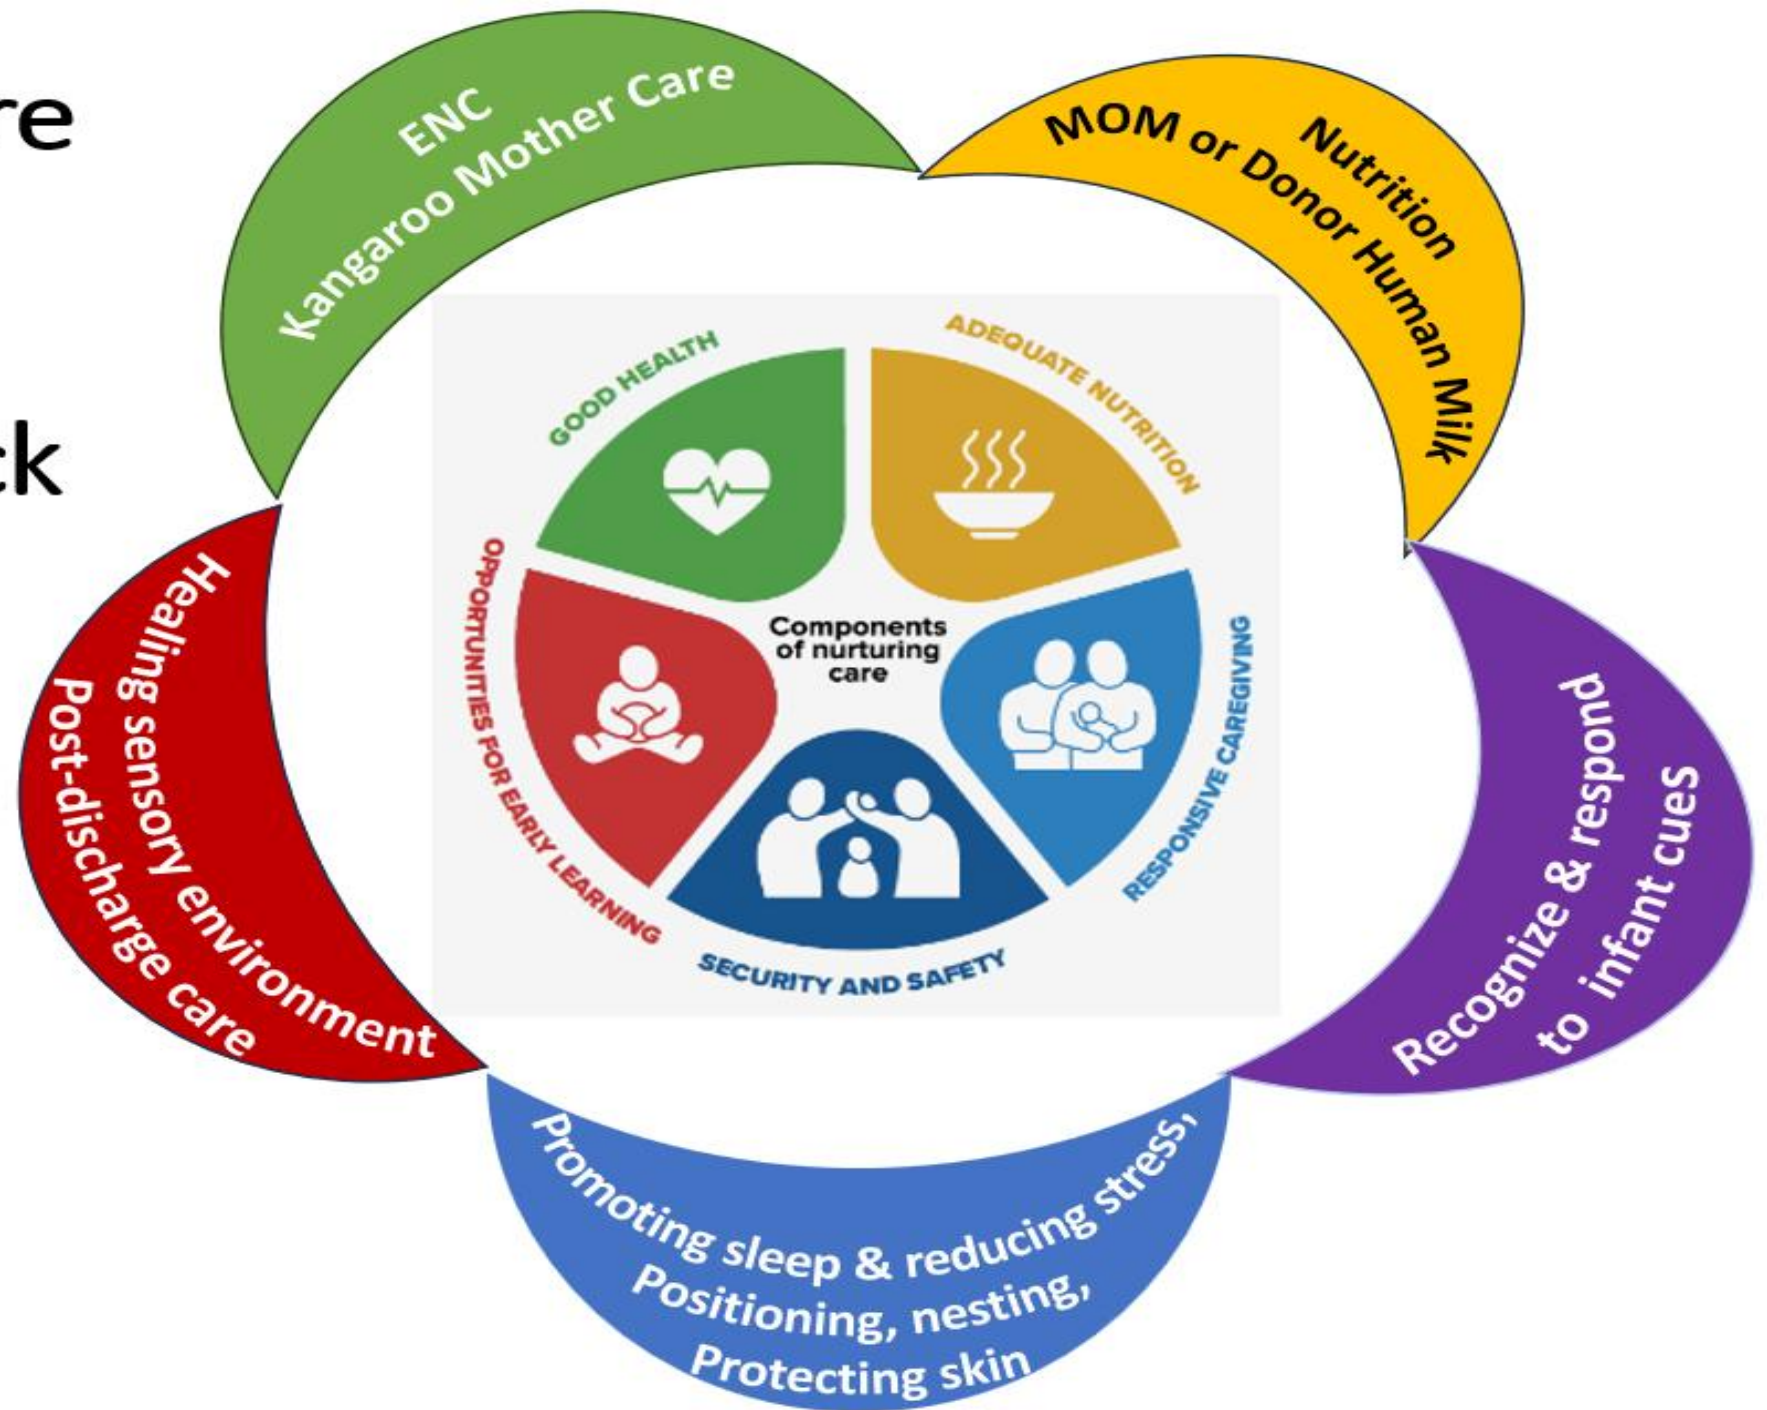 re
ck
ENC
Kangaroo Mother Care
Nutrition
MOM or Donor Human Milk
GOOD HEALTH
ADEQUATE NUTRITION
Components
of nurturing
care
OPPORTUNITIES FOR EARLY LEARNING
RESPONSIVE CAREGIVING
SECURITY AND SAFETY
Healing sensory environment
Post-discharge care
Recognize & respond
to infant cues
Promoting sleep & reducing stress,
Positioning, nesting,
Protecting skin